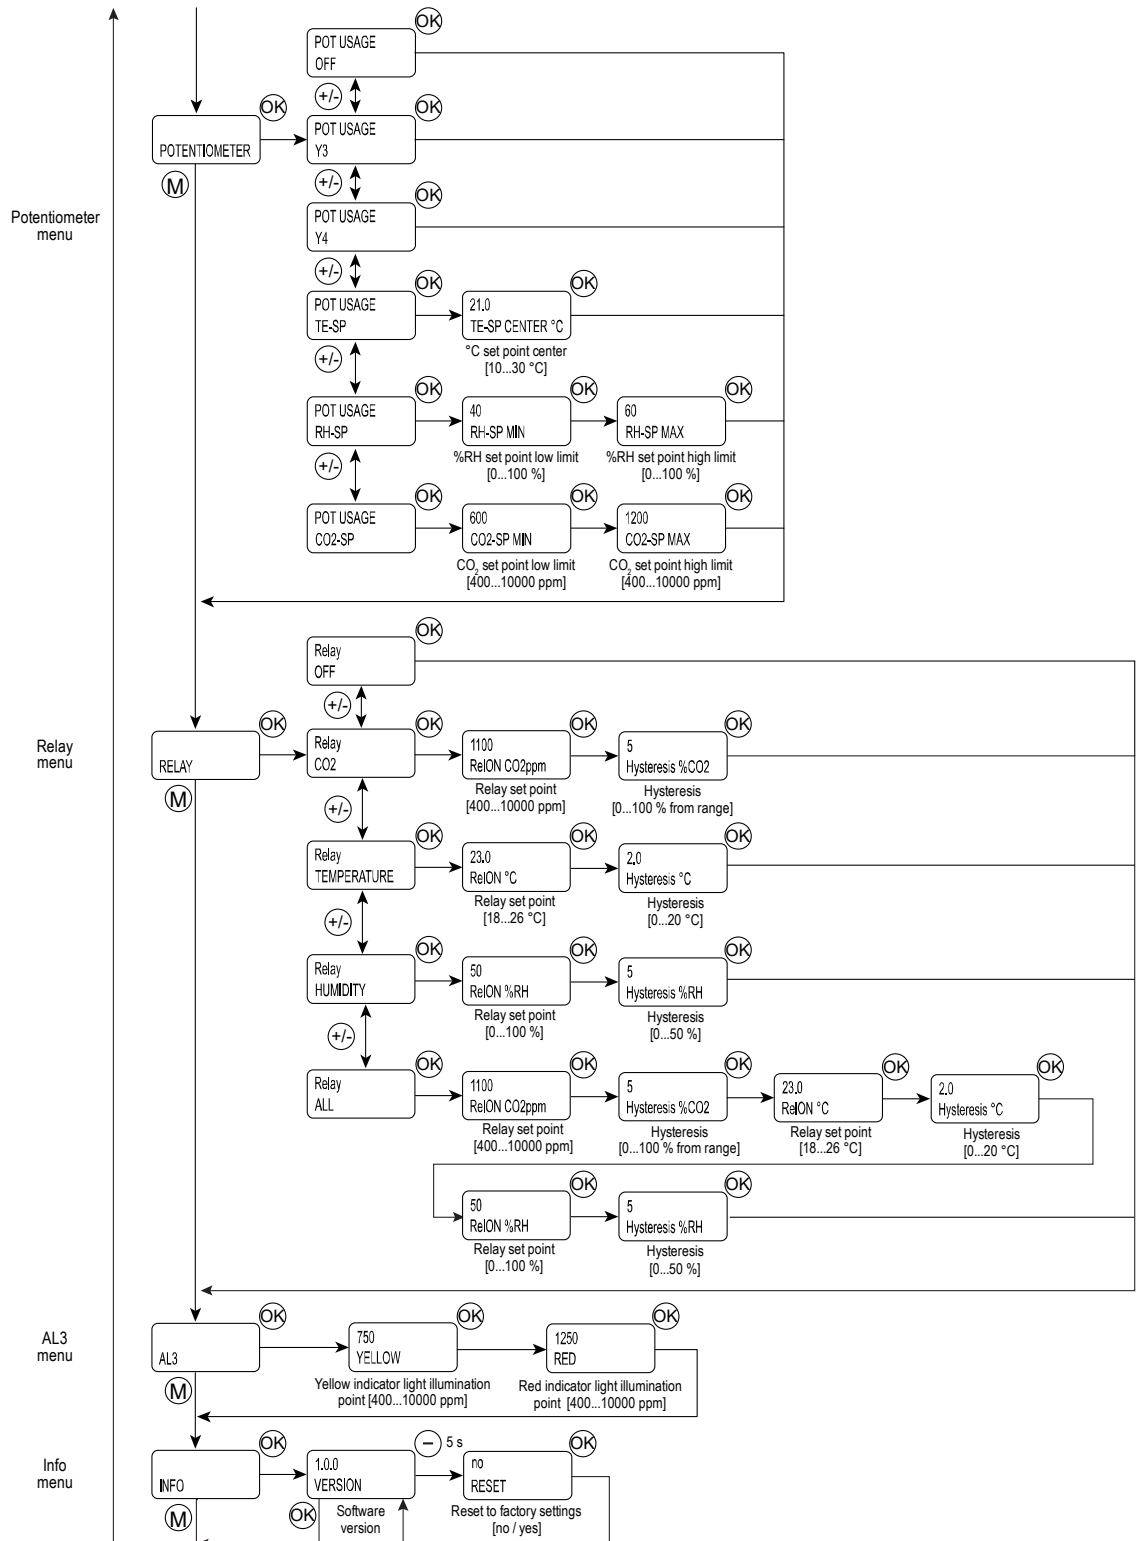 OK
POT USAGE
OFF
+/-
OK
OK
POT USAGE
Y3
POTENTIOMETER
M
+/-
OK
Potentiometer
menu
POT USAGE
Y4
+/-
OK
OK
POT USAGE
TE-SP
21.0
TE-SP CENTER °C
°C set point center
[10...30 °C]
+/-
OK
OK
OK
POT USAGE
RH-SP
40
RH-SP MIN
60
RH-SP MAX
%RH set point low limit
[0...100 %]
%RH set point high limit
[0...100 %]
+/-
OK
OK
OK
POT USAGE
CO2-SP
600
CO2-SP MIN
1200
CO2-SP MAX
CO2 set point low limit
[400...10000 ppm]
CO2 set point high limit
[400...10000 ppm]
OK
Relay
OFF
+/-
OK
OK
OK
OK
Relay
menu
RELAY
M
Relay
CO2
1100
RelON CO2ppm
5
Hysteresis %CO2
Relay set point
[400...10000 ppm]
Hysteresis
[0...100 % from range]
+/-
OK
OK
OK
Relay
TEMPERATURE
23.0
RelON °C
2.0
Hysteresis °C
Relay set point
[18...26 °C]
Hysteresis
[0...20 °C]
+/-
OK
OK
OK
Relay
HUMIDITY
50
RelON %RH
5
Hysteresis %RH
Relay set point
[0...100 %]
Hysteresis
[0...50 %]
+/-
OK
OK
OK
OK
OK
Relay
ALL
1100
RelON CO2ppm
5
Hysteresis %CO2
23.0
RelON °C
2.0
Hysteresis °C
Relay set point
[400...10000 ppm]
Hysteresis
[0...100 % from range]
Relay set point
[18...26 °C]
Hysteresis
[0...20 °C]
OK
OK
50
RelON %RH
5
Hysteresis %RH
Relay set point
[0...100 %]
Hysteresis
[0...50 %]
OK
OK
OK
AL3
menu
AL3
M
750
YELLOW
1250
RED
Yellow indicator light illumination
point [400...10000 ppm]
Red indicator light illumination
point [400...10000 ppm]
OK
– 5 s
OK
Info
menu
INFO
M
1.0.0
VERSION
no
RESET
OK
Software
version
Reset to factory settings
[no / yes]